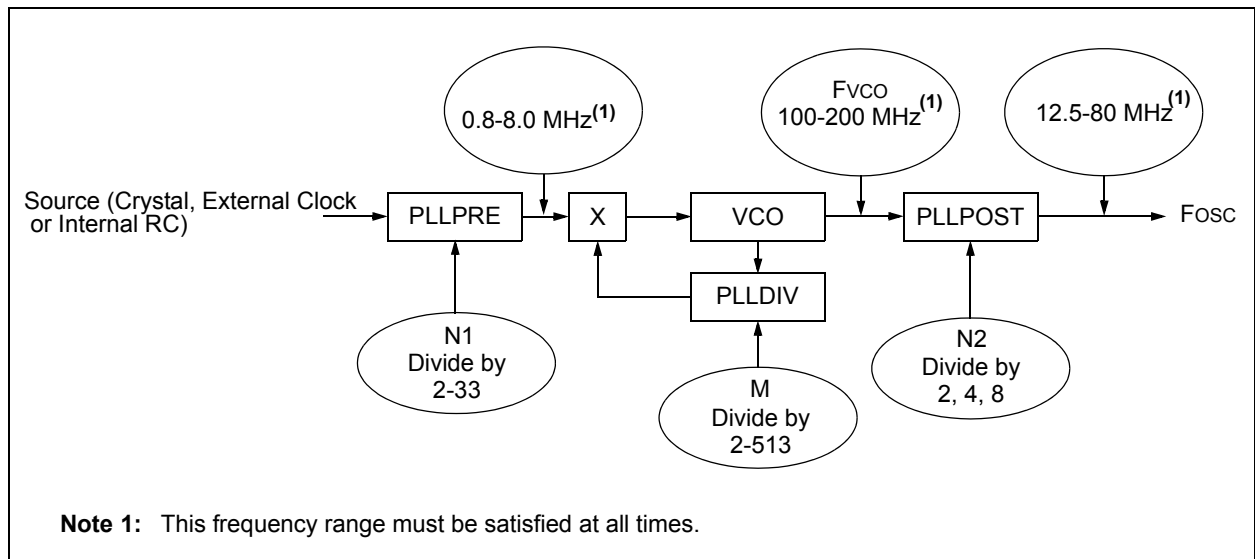 FVCO
0.8-8.0 MHz(1)
100-200 MHz(1)
12.5-80 MHz(1)
Source (Crystal, External Clock
or Internal RC)
PLLPRE
X
VCO
PLLPOST
FOSC
PLLDIV
N1
Divide by
2-33
M
Divide by
2-513
N2
Divide by
2, 4, 8
Note 1: This frequency range must be satisfied at all times.